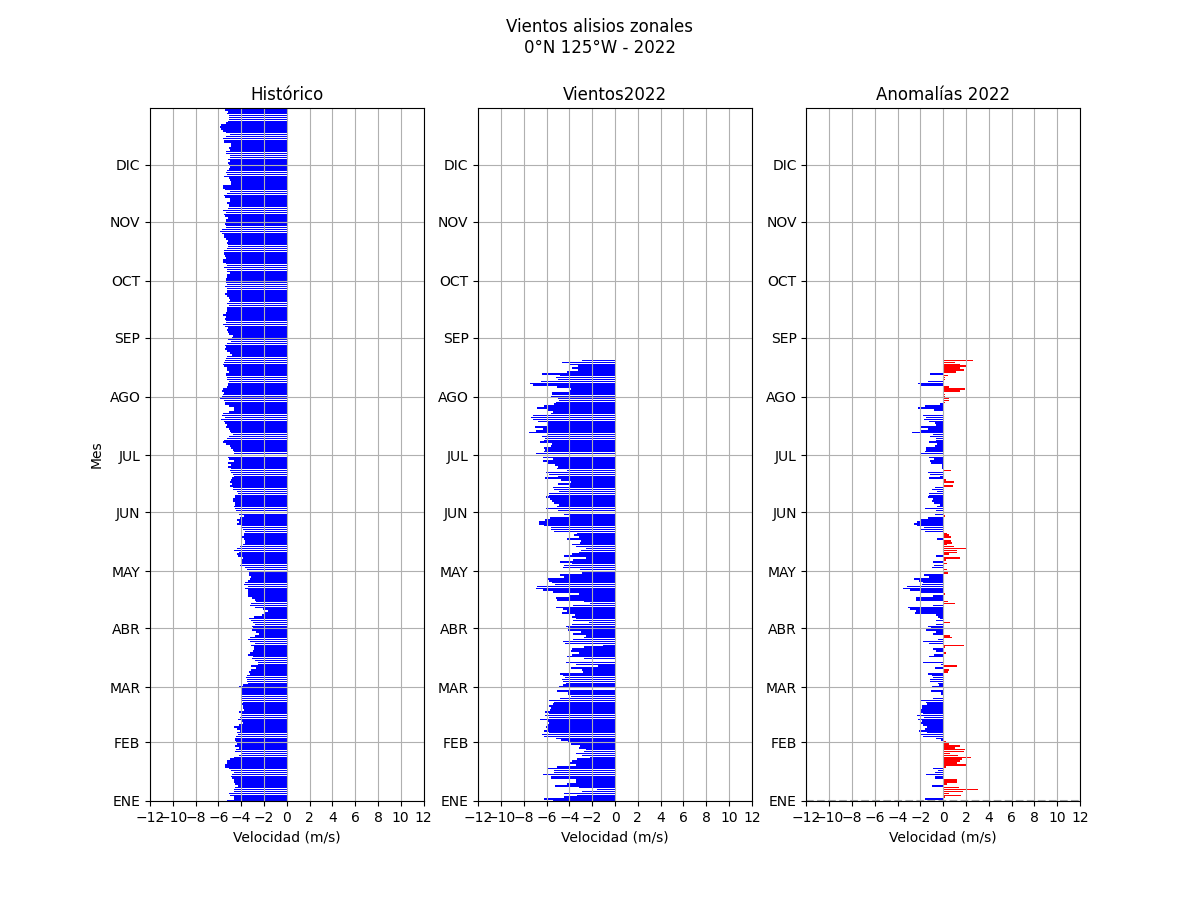 Vientos alisios zonales
0°N 125°W - 2022
Histórico
Vientos2022
Anomalías 2022
DIC
NOV
OCT
SEP
AGO
JUL
JUN
MAY
ABR
MAR
FEB
ENE
Mes
−12 −10 −8 −6 −4 −2 0 2 4 6 8 10 12
Velocidad (m/s)
DIC
NOV
OCT
SEP
AGO
JUL
JUN
MAY
ABR
MAR
FEB
ENE
−12 −10 −8 −6 −4 −2 0 2 4 6 8 10 12
Velocidad (m/s)
DIC
NOV
OCT
SEP
AGO
JUL
JUN
MAY
ABR
MAR
FEB
ENE
−12 −10 −8 −6 −4 −2 0 2 4 6 8 10 12
Velocidad (m/s)